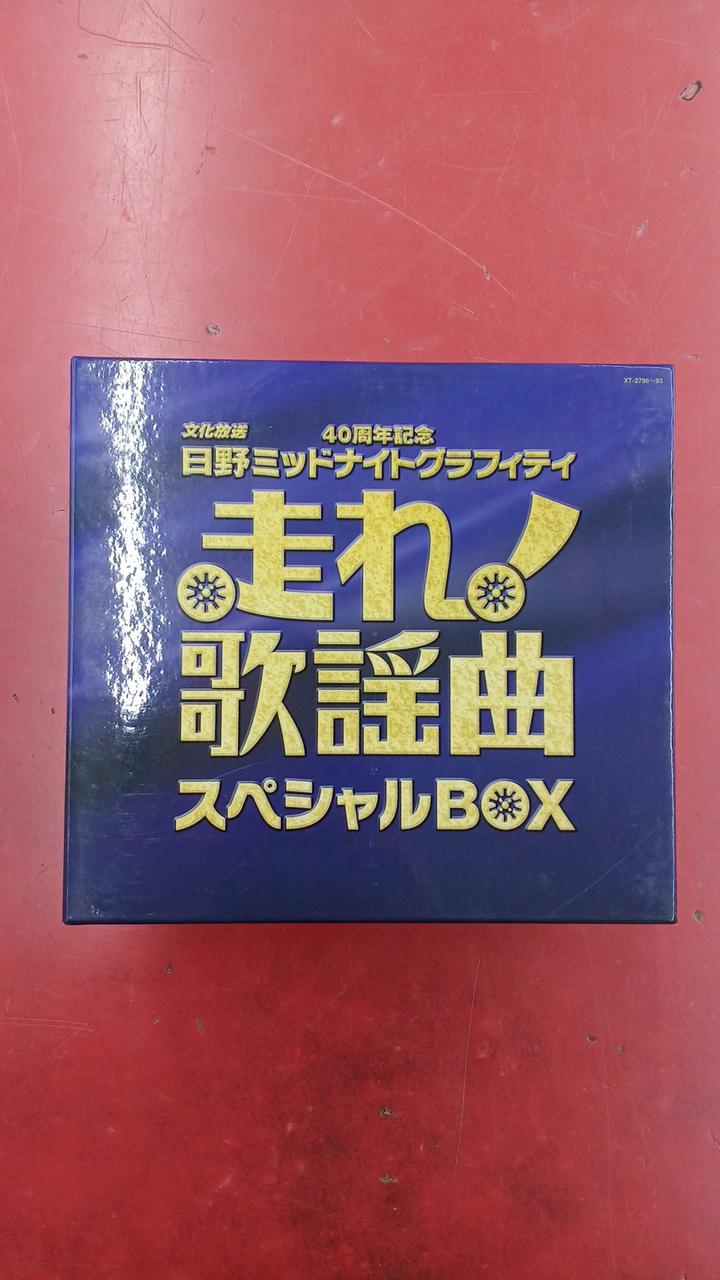 XT-2786〜93
文化放送 40周年記念
日野ミッドナイトグラフィティ
走れ!
歌謡曲
スペシャルBOX